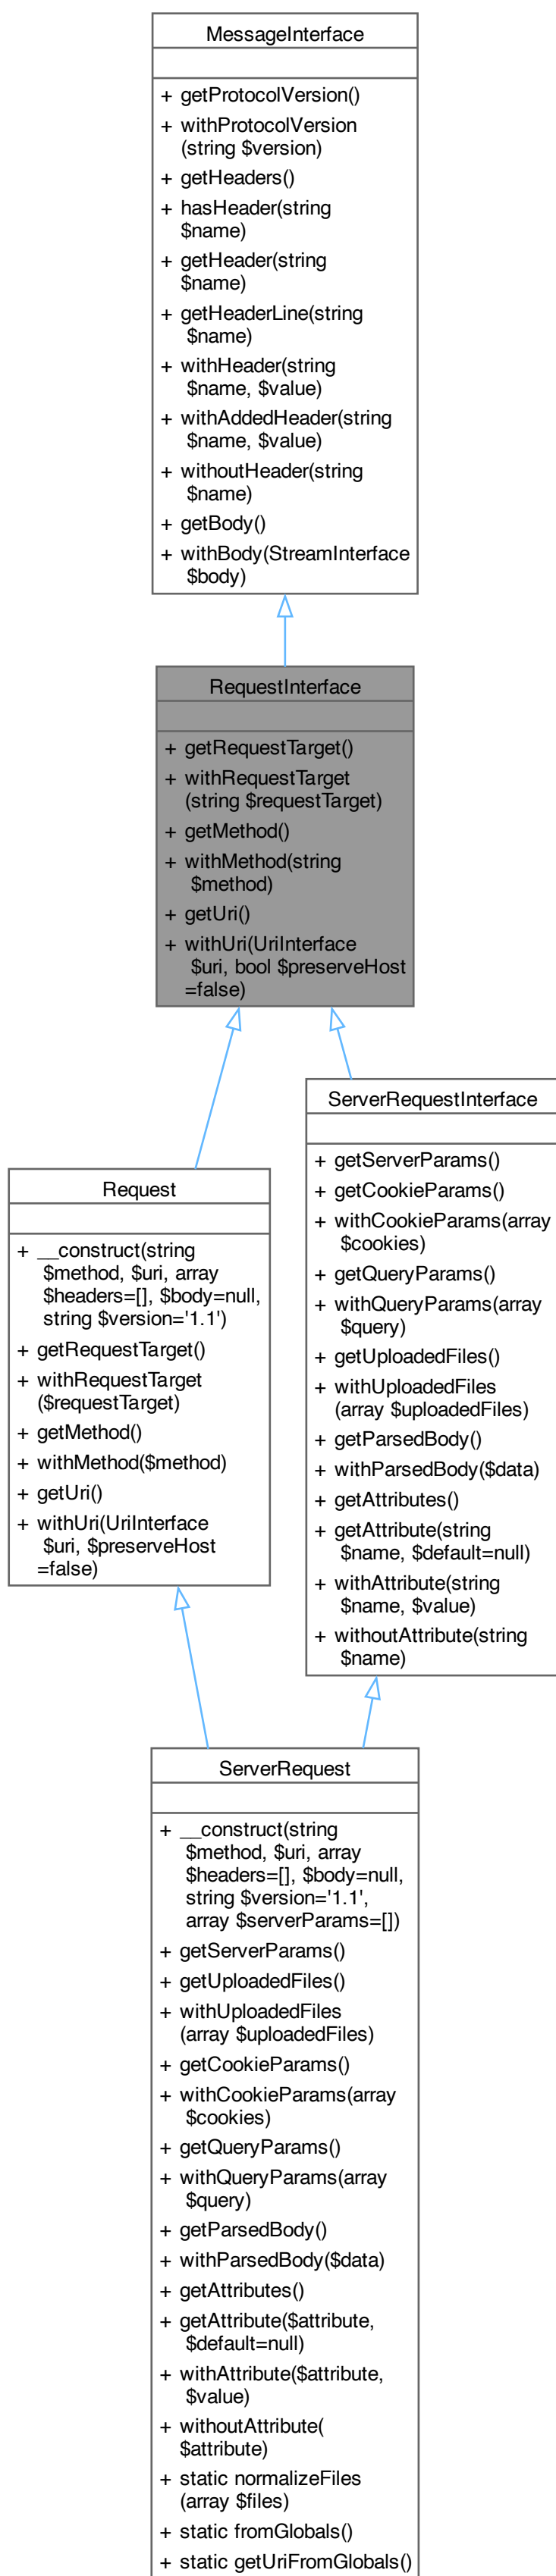 MessageInterface
+ getProtocolVersion()
+ withProtocolVersion
(string $version)
+ getHeaders()
+ hasHeader(string
$name)
+ getHeader(string
$name)
+ getHeaderLine(string
$name)
+ withHeader(string
$name, $value)
+ withAddedHeader(string
$name, $value)
+ withoutHeader(string
$name)
+ getBody()
+ withBody(StreamInterface
$body)
RequestInterface
+ getRequestTarget()
+ withRequestTarget
(string $requestTarget)
+ getMethod()
+ withMethod(string
$method)
+ getUri()
+ withUri(UriInterface
$uri, bool $preserveHost
=false)
ServerRequestInterface
+ getServerParams()
+ getCookieParams()
+ withCookieParams(array
$cookies)
+ getQueryParams()
+ withQueryParams(array
$query)
+ getUploadedFiles()
+ withUploadedFiles
(array $uploadedFiles)
+ getParsedBody()
+ withParsedBody($data)
+ getAttributes()
+ getAttribute(string
$name, $default=null)
+ withAttribute(string
$name, $value)
+ withoutAttribute(string
$name)
Request
+ __construct(string
$method, $uri, array
$headers=[], $body=null,
string $version='1.1')
+ getRequestTarget()
+ withRequestTarget
($requestTarget)
+ getMethod()
+ withMethod($method)
+ getUri()
+ withUri(UriInterface
$uri, $preserveHost
=false)
ServerRequest
+ __construct(string
$method, $uri, array
$headers=[], $body=null,
string $version='1.1',
array $serverParams=[])
+ getServerParams()
+ getUploadedFiles()
+ withUploadedFiles
(array $uploadedFiles)
+ getCookieParams()
+ withCookieParams(array
$cookies)
+ getQueryParams()
+ withQueryParams(array
$query)
+ getParsedBody()
+ withParsedBody($data)
+ getAttributes()
+ getAttribute($attribute,
$default=null)
+ withAttribute($attribute,
$value)
+ withoutAttribute(
$attribute)
+ static normalizeFiles
(array $files)
+ static fromGlobals()
+ static getUriFromGlobals()